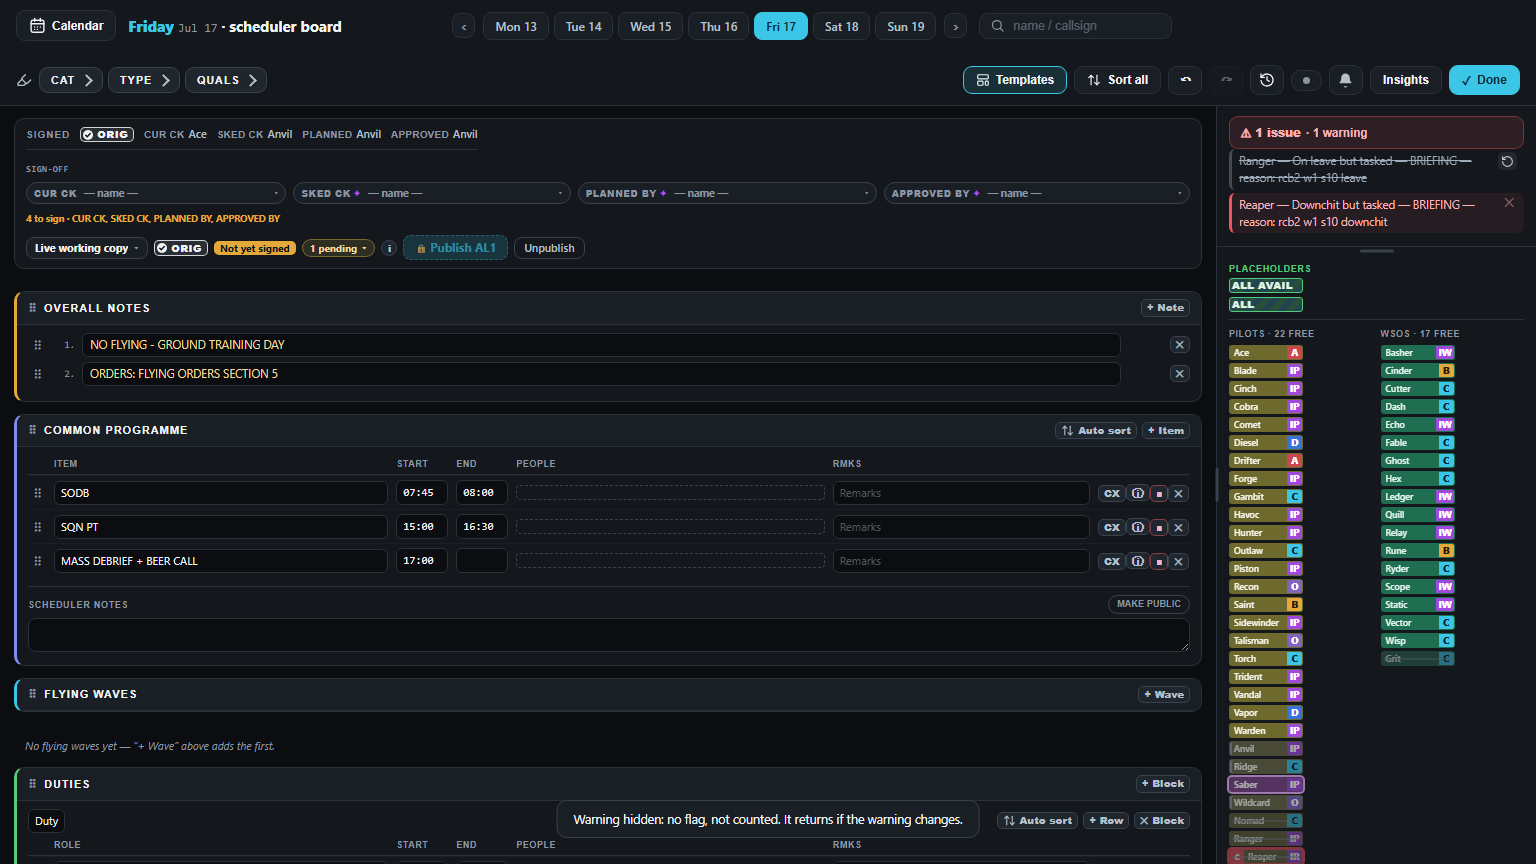 Calendar
Friday Jul 17 · scheduler board
‹ Mon 13 Tue 14 Wed 15 Thu 16 Fri 17 Sat 18 Sun 19 ›
name / callsign
CAT TYPE QUALS
Templates Sort all Insights ✓ Done
SIGNED ORIG CUR CK Ace SKED CK Anvil PLANNED Anvil APPROVED Anvil
SIGN-OFF
CUR CK — name — SKED CK — name — PLANNED BY — name — APPROVED BY — name —
4 to sign · CUR CK, SKED CK, PLANNED BY, APPROVED BY
Live working copy ORIG Not yet signed 1 pending i Publish AL1 Unpublish
OVERALL NOTES + Note
1. NO FLYING - GROUND TRAINING DAY
2. ORDERS: FLYING ORDERS SECTION 5
COMMON PROGRAMME Auto sort + Item
ITEM START END PEOPLE RMKS
SODB 07:45 08:00 Remarks CX
SQN PT 15:00 16:30 Remarks CX
MASS DEBRIEF + BEER CALL 17:00 Remarks CX
SCHEDULER NOTES MAKE PUBLIC
FLYING WAVES + Wave
No flying waves yet — "+ Wave" above adds the first.
DUTIES + Block
Duty Auto sort + Row × Block
Warning hidden: no flag, not counted. It returns if the warning changes.
ROLE START END PEOPLE RMKS
⚠ 1 issue · 1 warning
Ranger — On leave but tasked — BRIEFING —
reason: rcb2 w1 s10 leave
Reaper — Downchit but tasked — BRIEFING —
reason: rcb2 w1 s10 downchit
PLACEHOLDERS
ALL AVAIL
ALL
PILOTS · 22 FREE
Ace A
Blade IP
Cinch IP
Cobra IP
Comet IP
Diesel D
Drifter A
Forge IP
Gambit C
Havoc IP
Hunter IP
Outlaw C
Piston IP
Recon O
Saint B
Sidewinder IP
Talisman O
Torch C
Trident IP
Vandal IP
Vapor D
Warden IP
Anvil IP
Ridge C
Saber IP
Wildcard O
Nomad C
Ranger IP
C Reaper
WSOS · 17 FREE
Basher IW
Cinder B
Cutter C
Dash C
Echo IW
Fable C
Ghost C
Hex C
Ledger IW
Quill IW
Relay IW
Rune B
Ryder C
Scope IW
Static IW
Vector C
Wisp C
Grit C